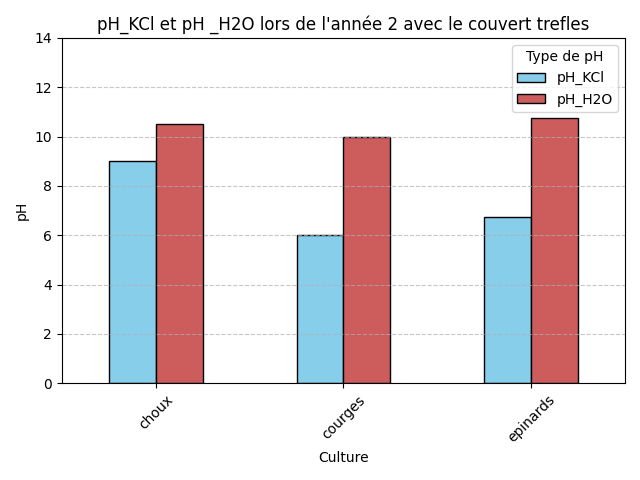 pH_KCl et pH _H2O lors de l'année 2 avec le couvert trefles
Type de pH
pH_KCl
pH_H2O
14
12
10
8
6
4
2
0
pH
choux
courges
epinards
Culture